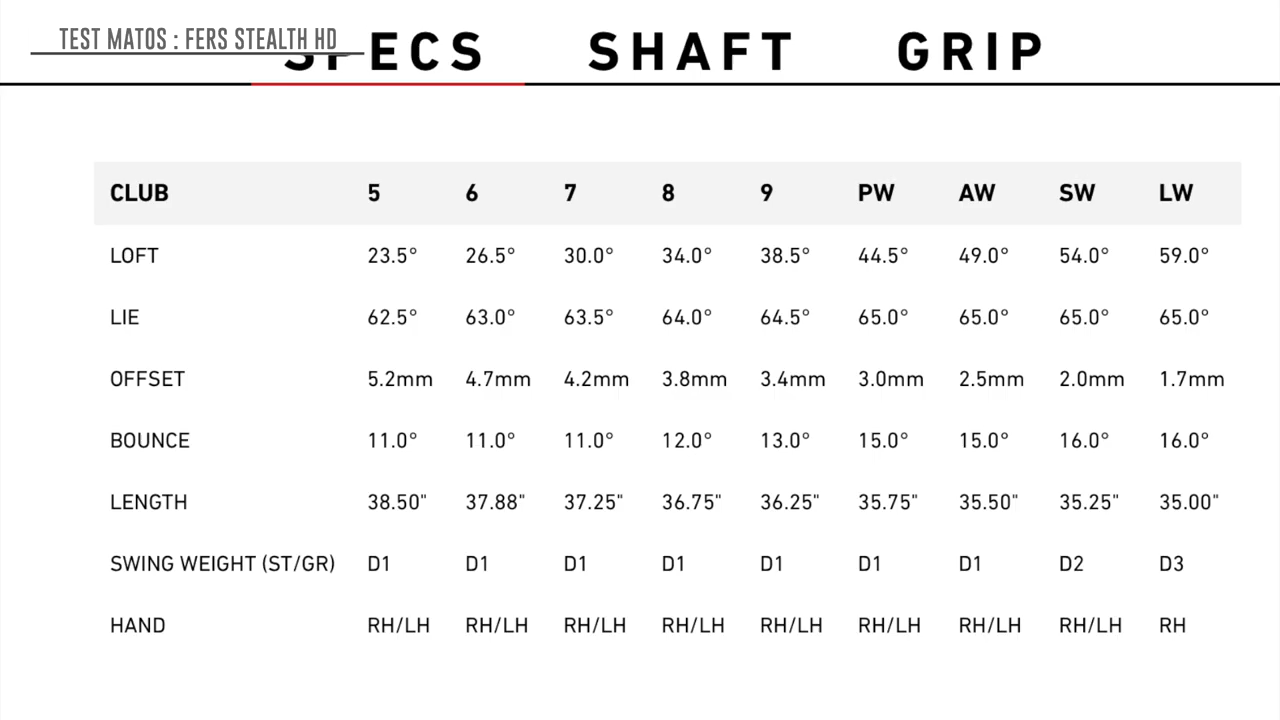 TEST MATOS : FERS STEALTH HD
SPECS SHAFT GRIP
CLUB 5 6 7 8 9 PW AW SW LW
LOFT 23.5° 26.5° 30.0° 34.0° 38.5° 44.5° 49.0° 54.0° 59.0°
LIE 62.5° 63.0° 63.5° 64.0° 64.5° 65.0° 65.0° 65.0° 65.0°
OFFSET 5.2mm 4.7mm 4.2mm 3.8mm 3.4mm 3.0mm 2.5mm 2.0mm 1.7mm
BOUNCE 11.0° 11.0° 11.0° 12.0° 13.0° 15.0° 15.0° 16.0° 16.0°
LENGTH 38.50" 37.88" 37.25" 36.75" 36.25" 35.75" 35.50" 35.25" 35.00"
SWING WEIGHT (ST/GR) D1 D1 D1 D1 D1 D1 D1 D2 D3
HAND RH/LH RH/LH RH/LH RH/LH RH/LH RH/LH RH/LH RH/LH RH